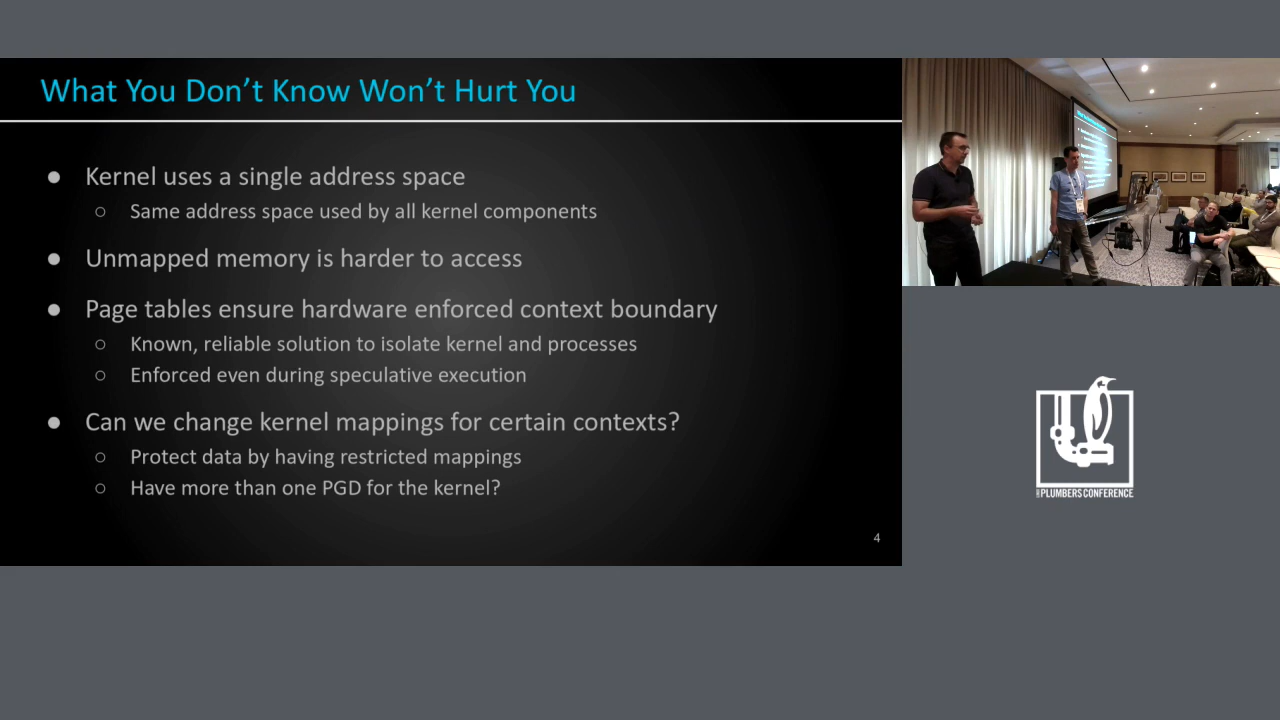 What You Don't Know Won't Hurt You
● Kernel uses a single address space
○ Same address space used by all kernel components
● Unmapped memory is harder to access
● Page tables ensure hardware enforced context boundary
○ Known, reliable solution to isolate kernel and processes
○ Enforced even during speculative execution
● Can we change kernel mappings for certain contexts?
○ Protect data by having restricted mappings
○ Have more than one PGD for the kernel?
4
PLUMBERS CONFERENCE